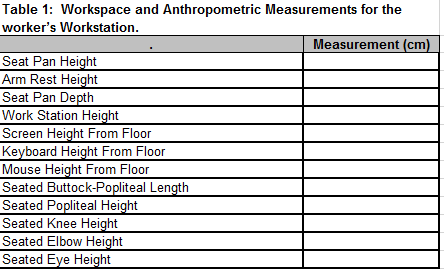 Table 1: Workspace and Anthropometric Measurements for the
worker's Workstation.
. Measurement (cm)
Seat Pan Height
Arm Rest Height
Seat Pan Depth
Work Station Height
Screen Height From Floor
Keyboard Height From Floor
Mouse Height From Floor
Seated Buttock-Popliteal Length
Seated Popliteal Height
Seated Knee Height
Seated Elbow Height
Seated Eye Height